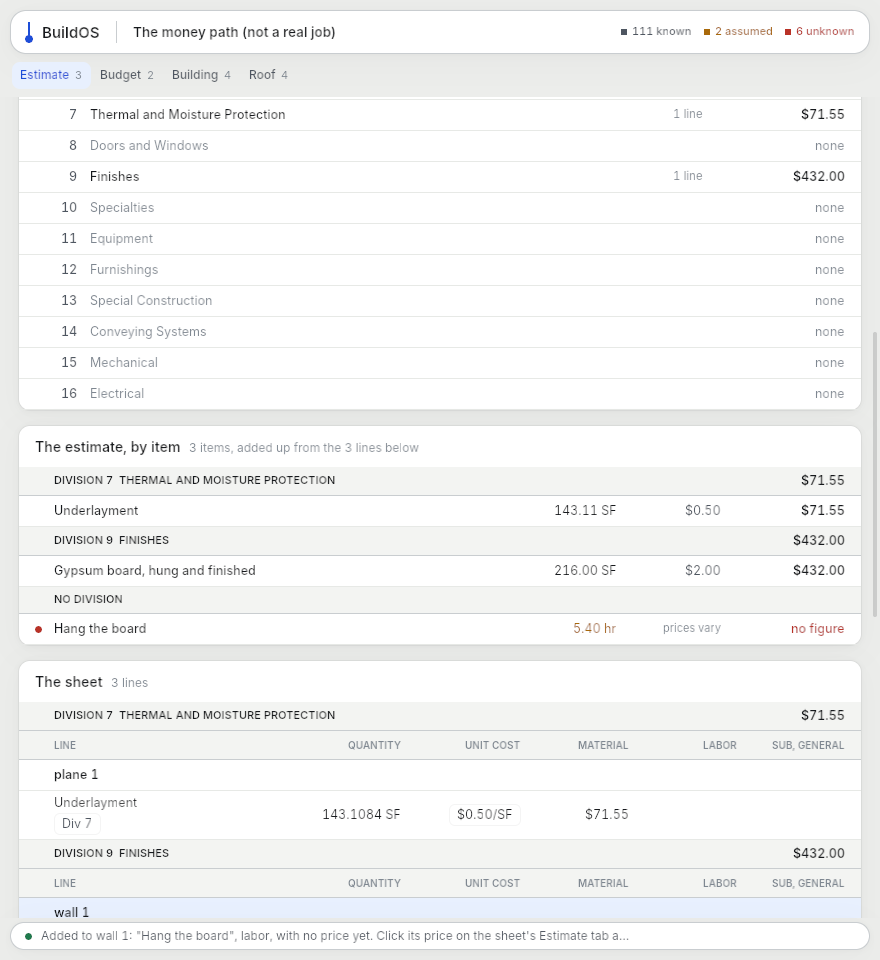 BuildOS The money path (not a real job) 111 known 2 assumed 6 unknown
Estimate 3 Budget 2 Building 4 Roof 4
7 Thermal and Moisture Protection 1 line $71.55
8 Doors and Windows none
9 Finishes 1 line $432.00
10 Specialties none
11 Equipment none
12 Furnishings none
13 Special Construction none
14 Conveying Systems none
15 Mechanical none
16 Electrical none
The estimate, by item 3 items, added up from the 3 lines below
DIVISION 7 THERMAL AND MOISTURE PROTECTION $71.55
Underlayment 143.11 SF $0.50 $71.55
DIVISION 9 FINISHES $432.00
Gypsum board, hung and finished 216.00 SF $2.00 $432.00
NO DIVISION
Hang the board 5.40 hr prices vary no figure
The sheet 3 lines
DIVISION 7 THERMAL AND MOISTURE PROTECTION $71.55
LINE QUANTITY UNIT COST MATERIAL LABOR SUB, GENERAL
plane 1
Underlayment 143.1084 SF $0.50/SF $71.55
Div 7
DIVISION 9 FINISHES $432.00
LINE QUANTITY UNIT COST MATERIAL LABOR SUB, GENERAL
wall 1
Added to wall 1: "Hang the board", labor, with no price yet. Click its price on the sheet's Estimate tab a...